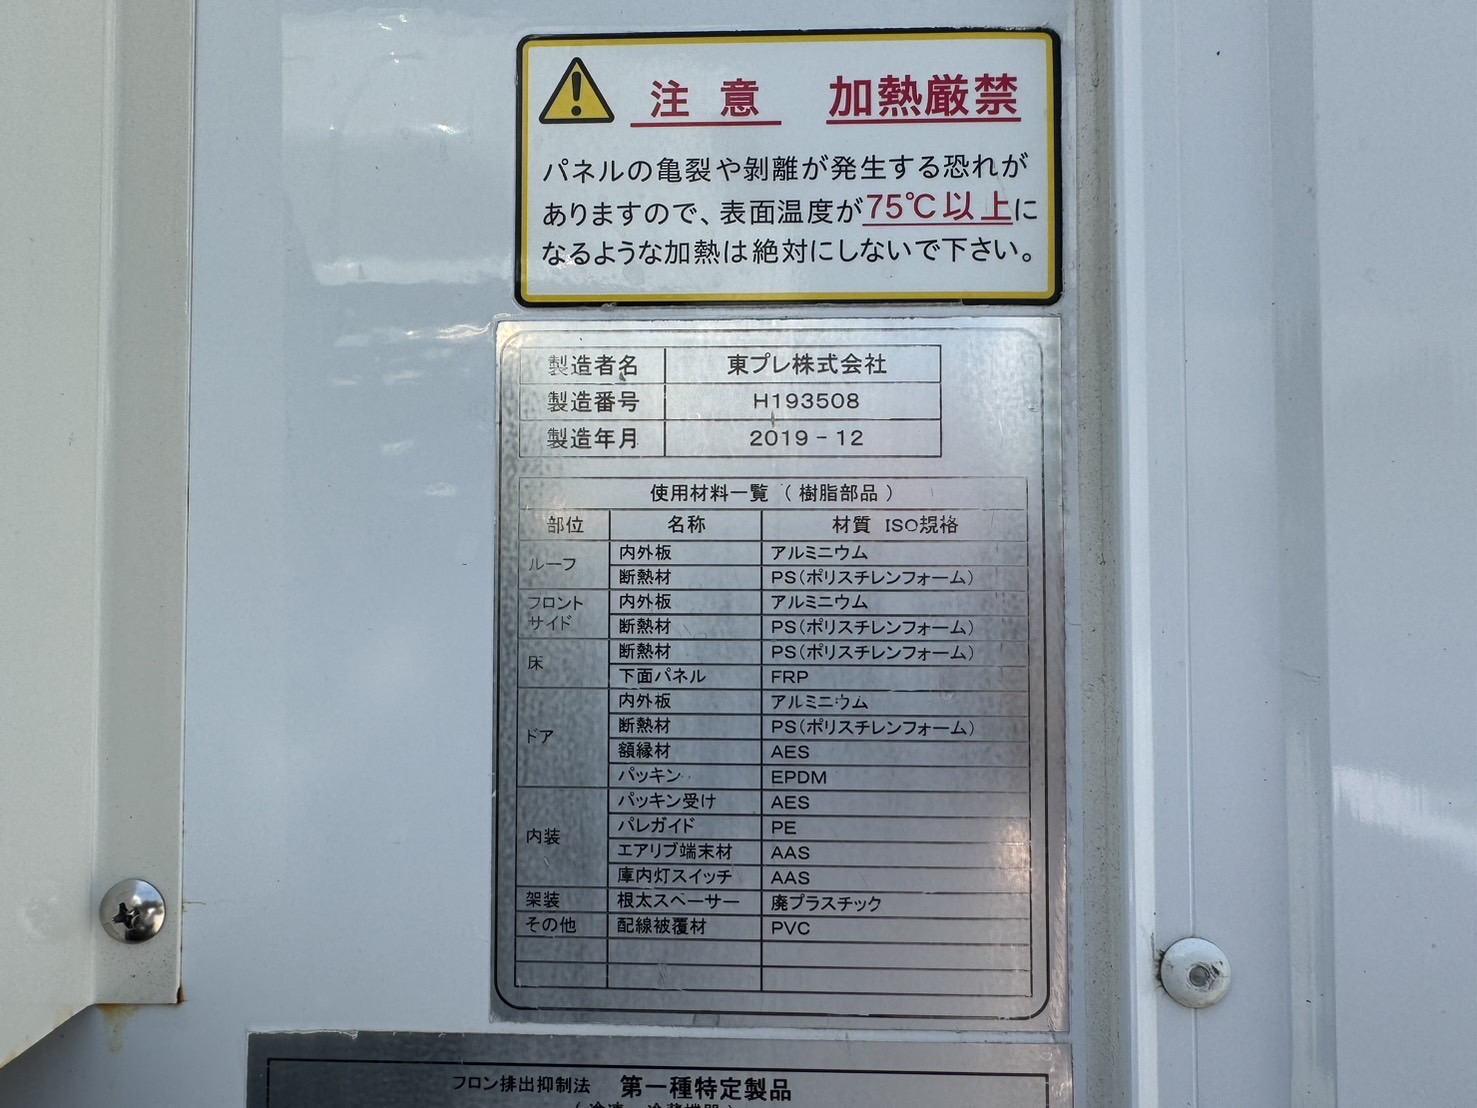 注意 加熱厳禁
パネルの亀裂や剝離が発生する恐れが
ありますので、表面温度が75℃以上に
なるような加熱は絶対にしないで下さい。
製造者名 東プレ株式会社
製造番号 H193508
製造年月 2019-12
使用材料一覧（樹脂部品）
部位 名称 材質 ISO規格
ルーフ 内外板 アルミニウム
断熱材 PS(ポリスチレンフォーム)
フロント 内外板 アルミニウム
サイド 断熱材 PS(ポリスチレンフォーム)
床 断熱材 PS(ポリスチレンフォーム)
下面パネル FRP
ドア 内外板 アルミニウム
断熱材 PS(ポリスチレンフォーム)
額縁材 AES
パッキン EPDM
内装 パッキン受け AES
パレガイド PE
エアリブ端末材 AAS
庫内灯スイッチ AAS
架装 根太スペーサー 廃プラスチック
その他 配線被覆材 PVC
フロン排出抑制法 第一種特定製品